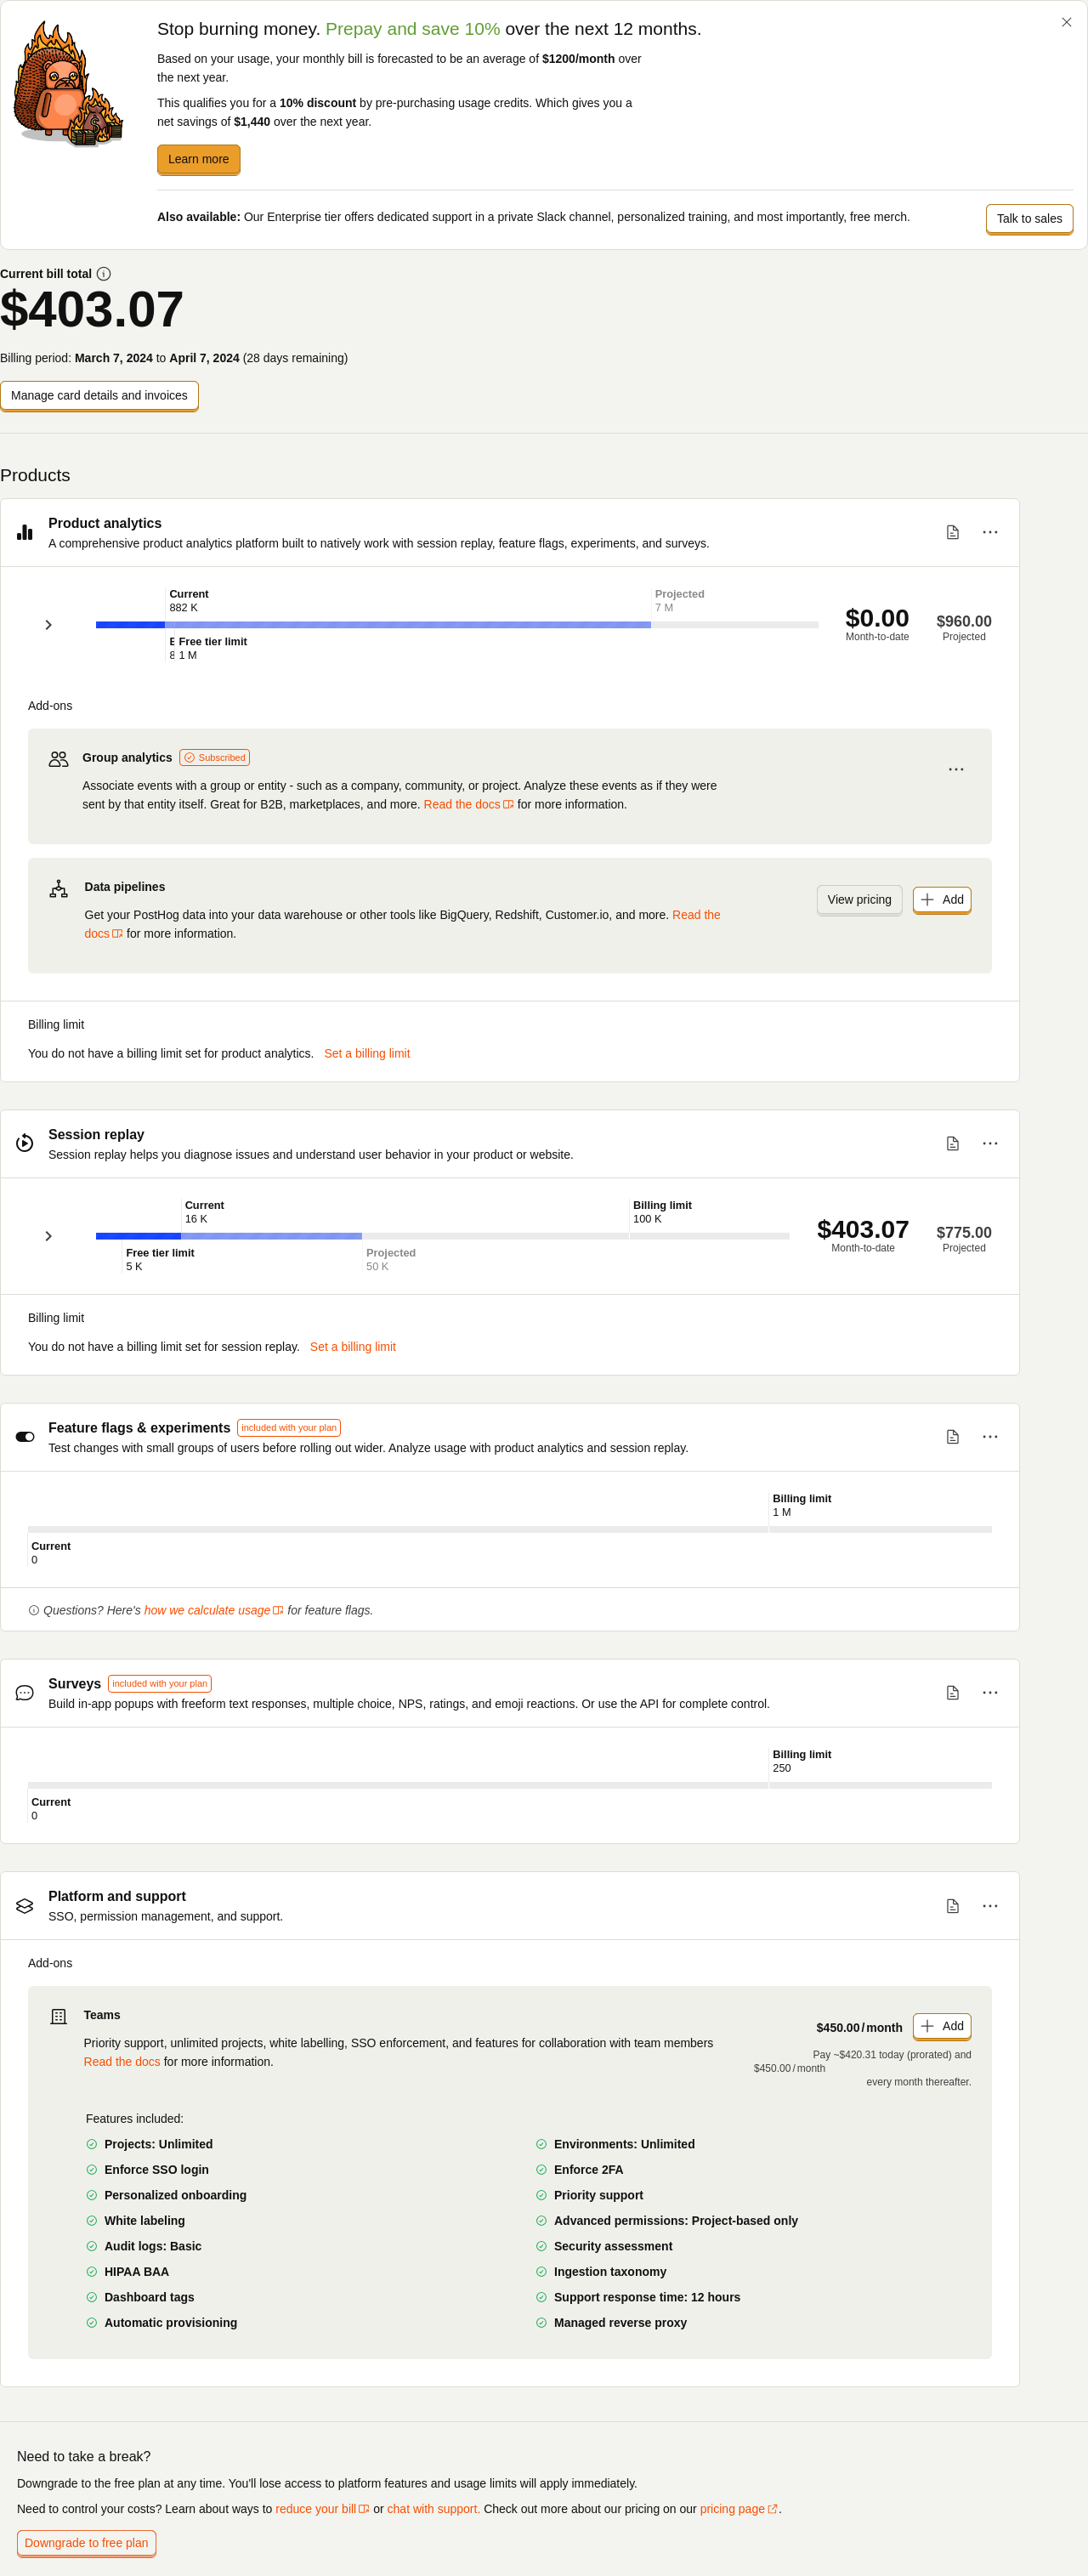 Stop burning money. Prepay and save 10% over the next 12 months.
Based on your usage, your monthly bill is forecasted to be an average of $1200/month over
the next year.
This qualifies you for a 10% discount by pre-purchasing usage credits. Which gives you a
net savings of $1,440 over the next year.
Learn more
Also available: Our Enterprise tier offers dedicated support in a private Slack channel, personalized training, and most importantly, free merch.
Talk to sales
Current bill total
$403.07
Billing period: March 7, 2024 to April 7, 2024 (28 days remaining)
Manage card details and invoices
Products
Product analytics
A comprehensive product analytics platform built to natively work with session replay, feature flags, experiments, and surveys.
Current
882 K
Projected
7 M
Free tier limit
1 M
$0.00
Month-to-date
$960.00
Projected
Add-ons
Group analytics Subscribed
Associate events with a group or entity - such as a company, community, or project. Analyze these events as if they were
sent by that entity itself. Great for B2B, marketplaces, and more. Read the docs for more information.
Data pipelines
Get your PostHog data into your data warehouse or other tools like BigQuery, Redshift, Customer.io, and more. Read the
docs for more information.
View pricing
Add
Billing limit
You do not have a billing limit set for product analytics. Set a billing limit
Session replay
Session replay helps you diagnose issues and understand user behavior in your product or website.
Current
16 K
Billing limit
100 K
Free tier limit
5 K
Projected
50 K
$403.07
Month-to-date
$775.00
Projected
Billing limit
You do not have a billing limit set for session replay. Set a billing limit
Feature flags & experiments included with your plan
Test changes with small groups of users before rolling out wider. Analyze usage with product analytics and session replay.
Billing limit
1 M
Current
0
Questions? Here's how we calculate usage for feature flags.
Surveys included with your plan
Build in-app popups with freeform text responses, multiple choice, NPS, ratings, and emoji reactions. Or use the API for complete control.
Billing limit
250
Current
0
Platform and support
SSO, permission management, and support.
Add-ons
Teams
Priority support, unlimited projects, white labelling, SSO enforcement, and features for collaboration with team members
Read the docs for more information.
$450.00/month
Add
Pay ~$420.31 today (prorated) and
$450.00/month
every month thereafter.
Features included:
Projects: Unlimited
Environments: Unlimited
Enforce SSO login
Enforce 2FA
Personalized onboarding
Priority support
White labeling
Advanced permissions: Project-based only
Audit logs: Basic
Security assessment
HIPAA BAA
Ingestion taxonomy
Dashboard tags
Support response time: 12 hours
Automatic provisioning
Managed reverse proxy
Need to take a break?
Downgrade to the free plan at any time. You'll lose access to platform features and usage limits will apply immediately.
Need to control your costs? Learn about ways to reduce your bill or chat with support. Check out more about our pricing on our pricing page.
Downgrade to free plan